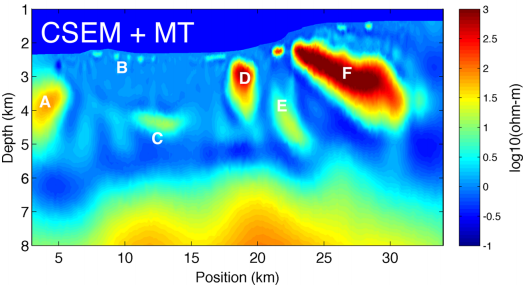 CSEM + MT
1
2
3
4
5
6
7
8
Depth (km)
A
B
C
D
E
F
5
10
15
20
25
30
Position (km)
3
2.5
2
1.5
1
0.5
0
-0.5
-1
log10(ohm-m)